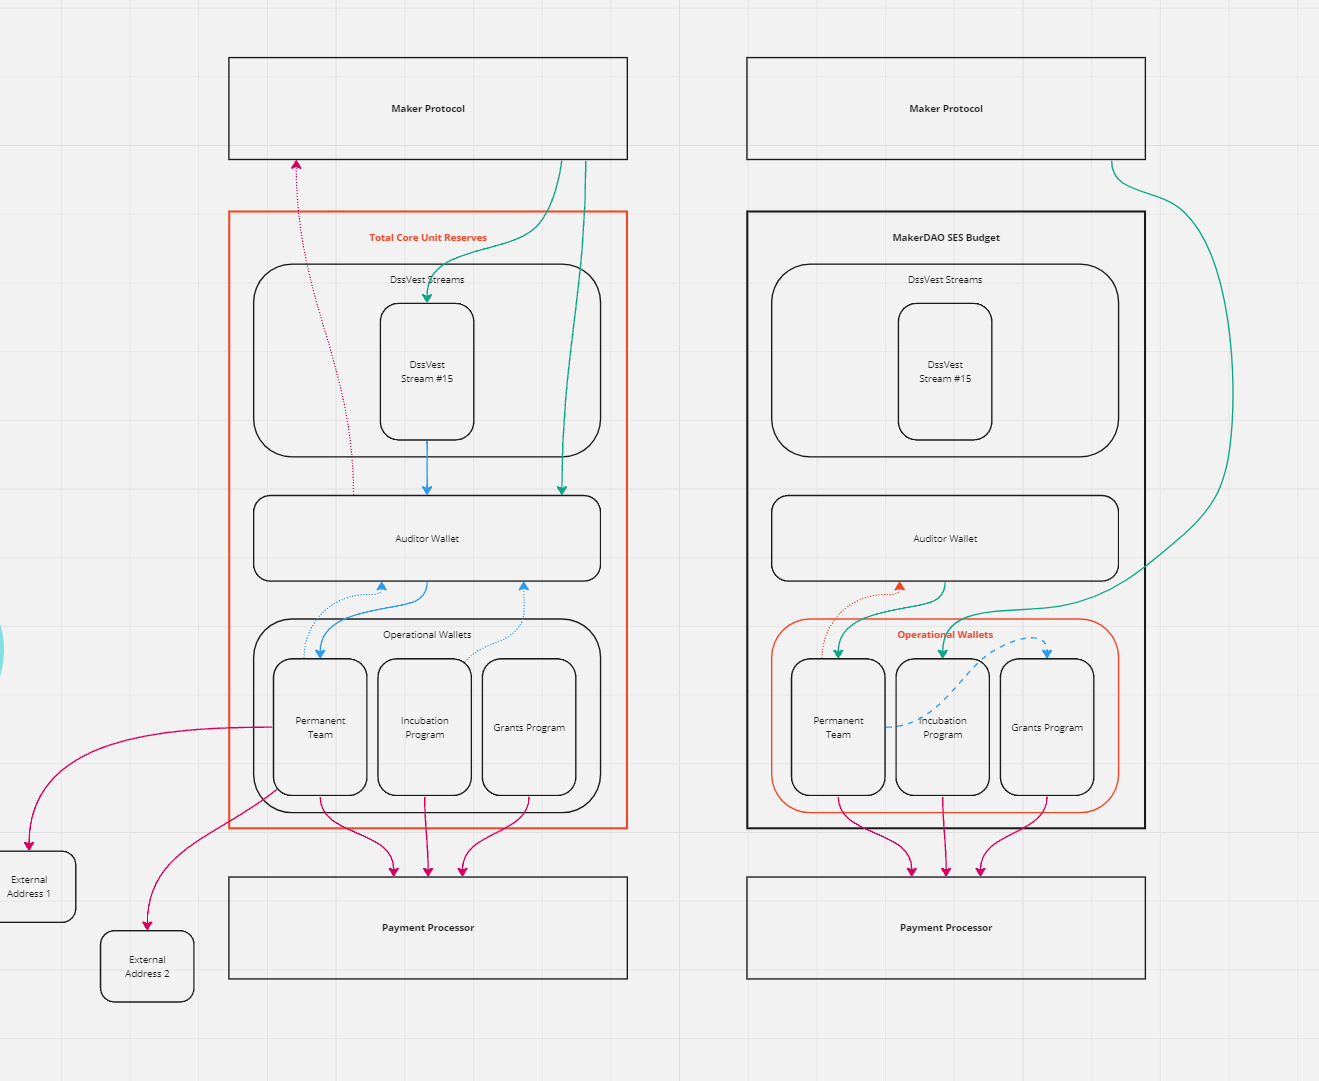 Maker Protocol
Total Core Unit Reserves
DssVest Streams
DssVest
Stream #15
Auditor Wallet
Operational Wallets
Permanent
Team
Incubation
Program
Grants Program
External
Address 1
External
Address 2
Payment Processor
Maker Protocol
MakerDAO SES Budget
DssVest Streams
DssVest
Stream #15
Auditor Wallet
Operational Wallets
Permanent
Team
Incubation
Program
Grants Program
Payment Processor